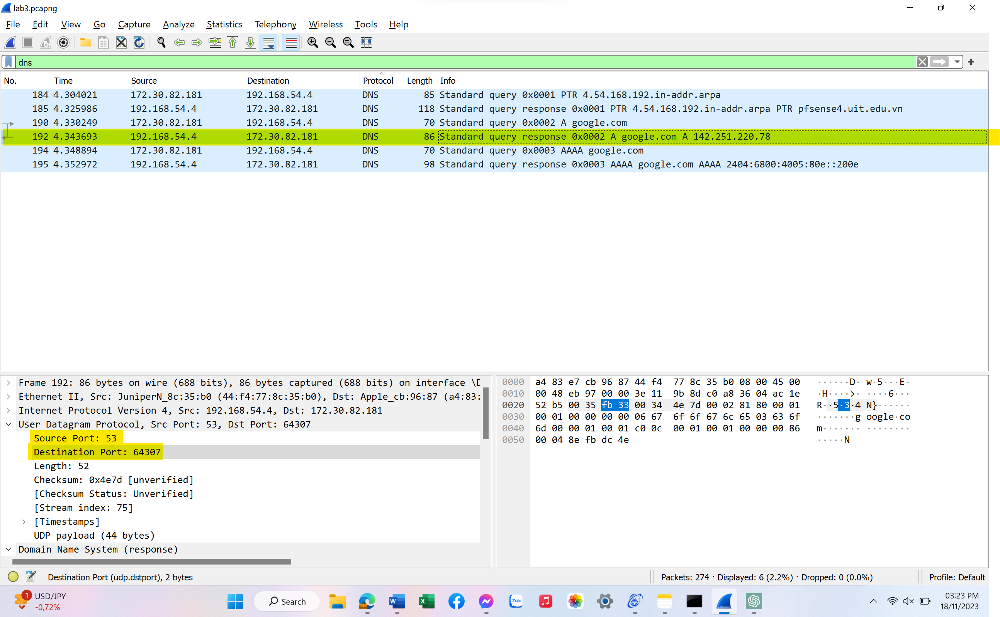 lab3.pcapng
File Edit View Go Capture Analyze Statistics Telephony Wireless Tools Help
dns
No. Time Source Destination Protocol Length Info
184 4.304021 172.30.82.181 192.168.54.4 DNS 85 Standard query 0x0001 PTR 4.54.168.192.in-addr.arpa
185 4.325986 192.168.54.4 172.30.82.181 DNS 118 Standard query response 0x0001 PTR 4.54.168.192.in-addr.arpa PTR pfsense4.uit.edu.vn
190 4.330249 172.30.82.181 192.168.54.4 DNS 70 Standard query 0x0002 A google.com
192 4.343693 192.168.54.4 172.30.82.181 DNS 86 Standard query response 0x0002 A google.com A 142.251.220.78
194 4.348894 172.30.82.181 192.168.54.4 DNS 70 Standard query 0x0003 AAAA google.com
195 4.352972 192.168.54.4 172.30.82.181 DNS 98 Standard query response 0x0003 AAAA google.com AAAA 2404:6800:4005:80e::200e
Frame 192: 86 bytes on wire (688 bits), 86 bytes captured (688 bits) on interface \D
Ethernet II, Src: JuniperN_8c:35:b0 (44:f4:77:8c:35:b0), Dst: Apple_cb:96:87 (a4:83:
Internet Protocol Version 4, Src: 192.168.54.4, Dst: 172.30.82.181
User Datagram Protocol, Src Port: 53, Dst Port: 64307
Source Port: 53
Destination Port: 64307
Length: 52
Checksum: 0x4e7d [unverified]
[Checksum Status: Unverified]
[Stream index: 75]
[Timestamps]
UDP payload (44 bytes)
Domain Name System (response)
0000 a4 83 e7 cb 96 87 44 f4 77 8c 35 b0 08 00 45 00 ······D· w·5···E·
0010 00 48 eb 97 00 00 3e 11 9b 8d c0 a8 36 04 ac 1e ·H····>· ····6···
0020 52 b5 00 35 fb 33 00 34 4e 7d 00 02 81 80 00 01 R··5·3·4 N}······
0030 00 01 00 00 00 00 06 67 6f 6f 67 6c 65 03 63 6f ·······g oogle·co
0040 6d 00 00 01 00 01 c0 0c 00 01 00 01 00 00 00 86 m······· ········
0050 00 04 8e fb dc 4e ·····N
Destination Port (udp.dstport), 2 bytes
Packets: 274 · Displayed: 6 (2.2%) · Dropped: 0 (0.0%)
Profile: Default
1
USD/JPY
-0,72%
Search
W
X
Zalo
03:23 PM
18/11/2023